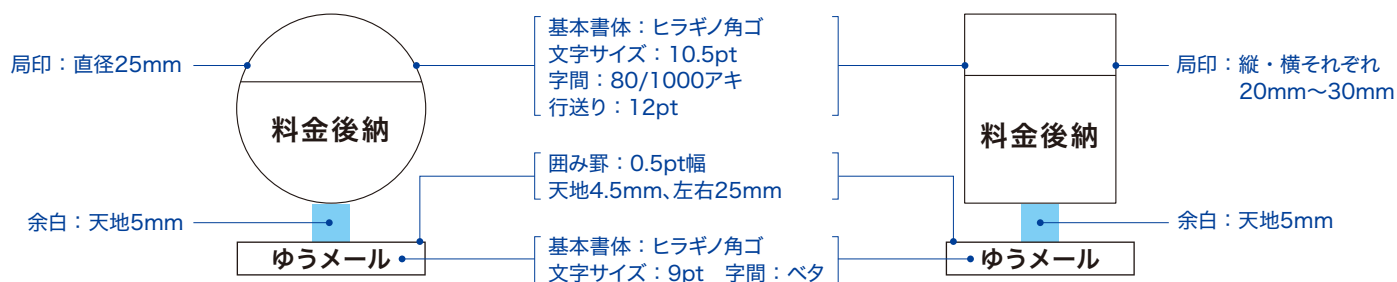 局印：直径25mm
料金後納
余白：天地5mm
ゆうメール
基本書体：ヒラギノ角ゴ
文字サイズ：10.5pt
字間：80/1000アキ
行送り：12pt
囲み罫：0.5pt幅
天地4.5mm、左右25mm
基本書体：ヒラギノ角ゴ
文字サイズ：9pt　字間：ベタ
局印：縦・横それぞれ
20mm〜30mm
料金後納
余白：天地5mm
ゆうメール